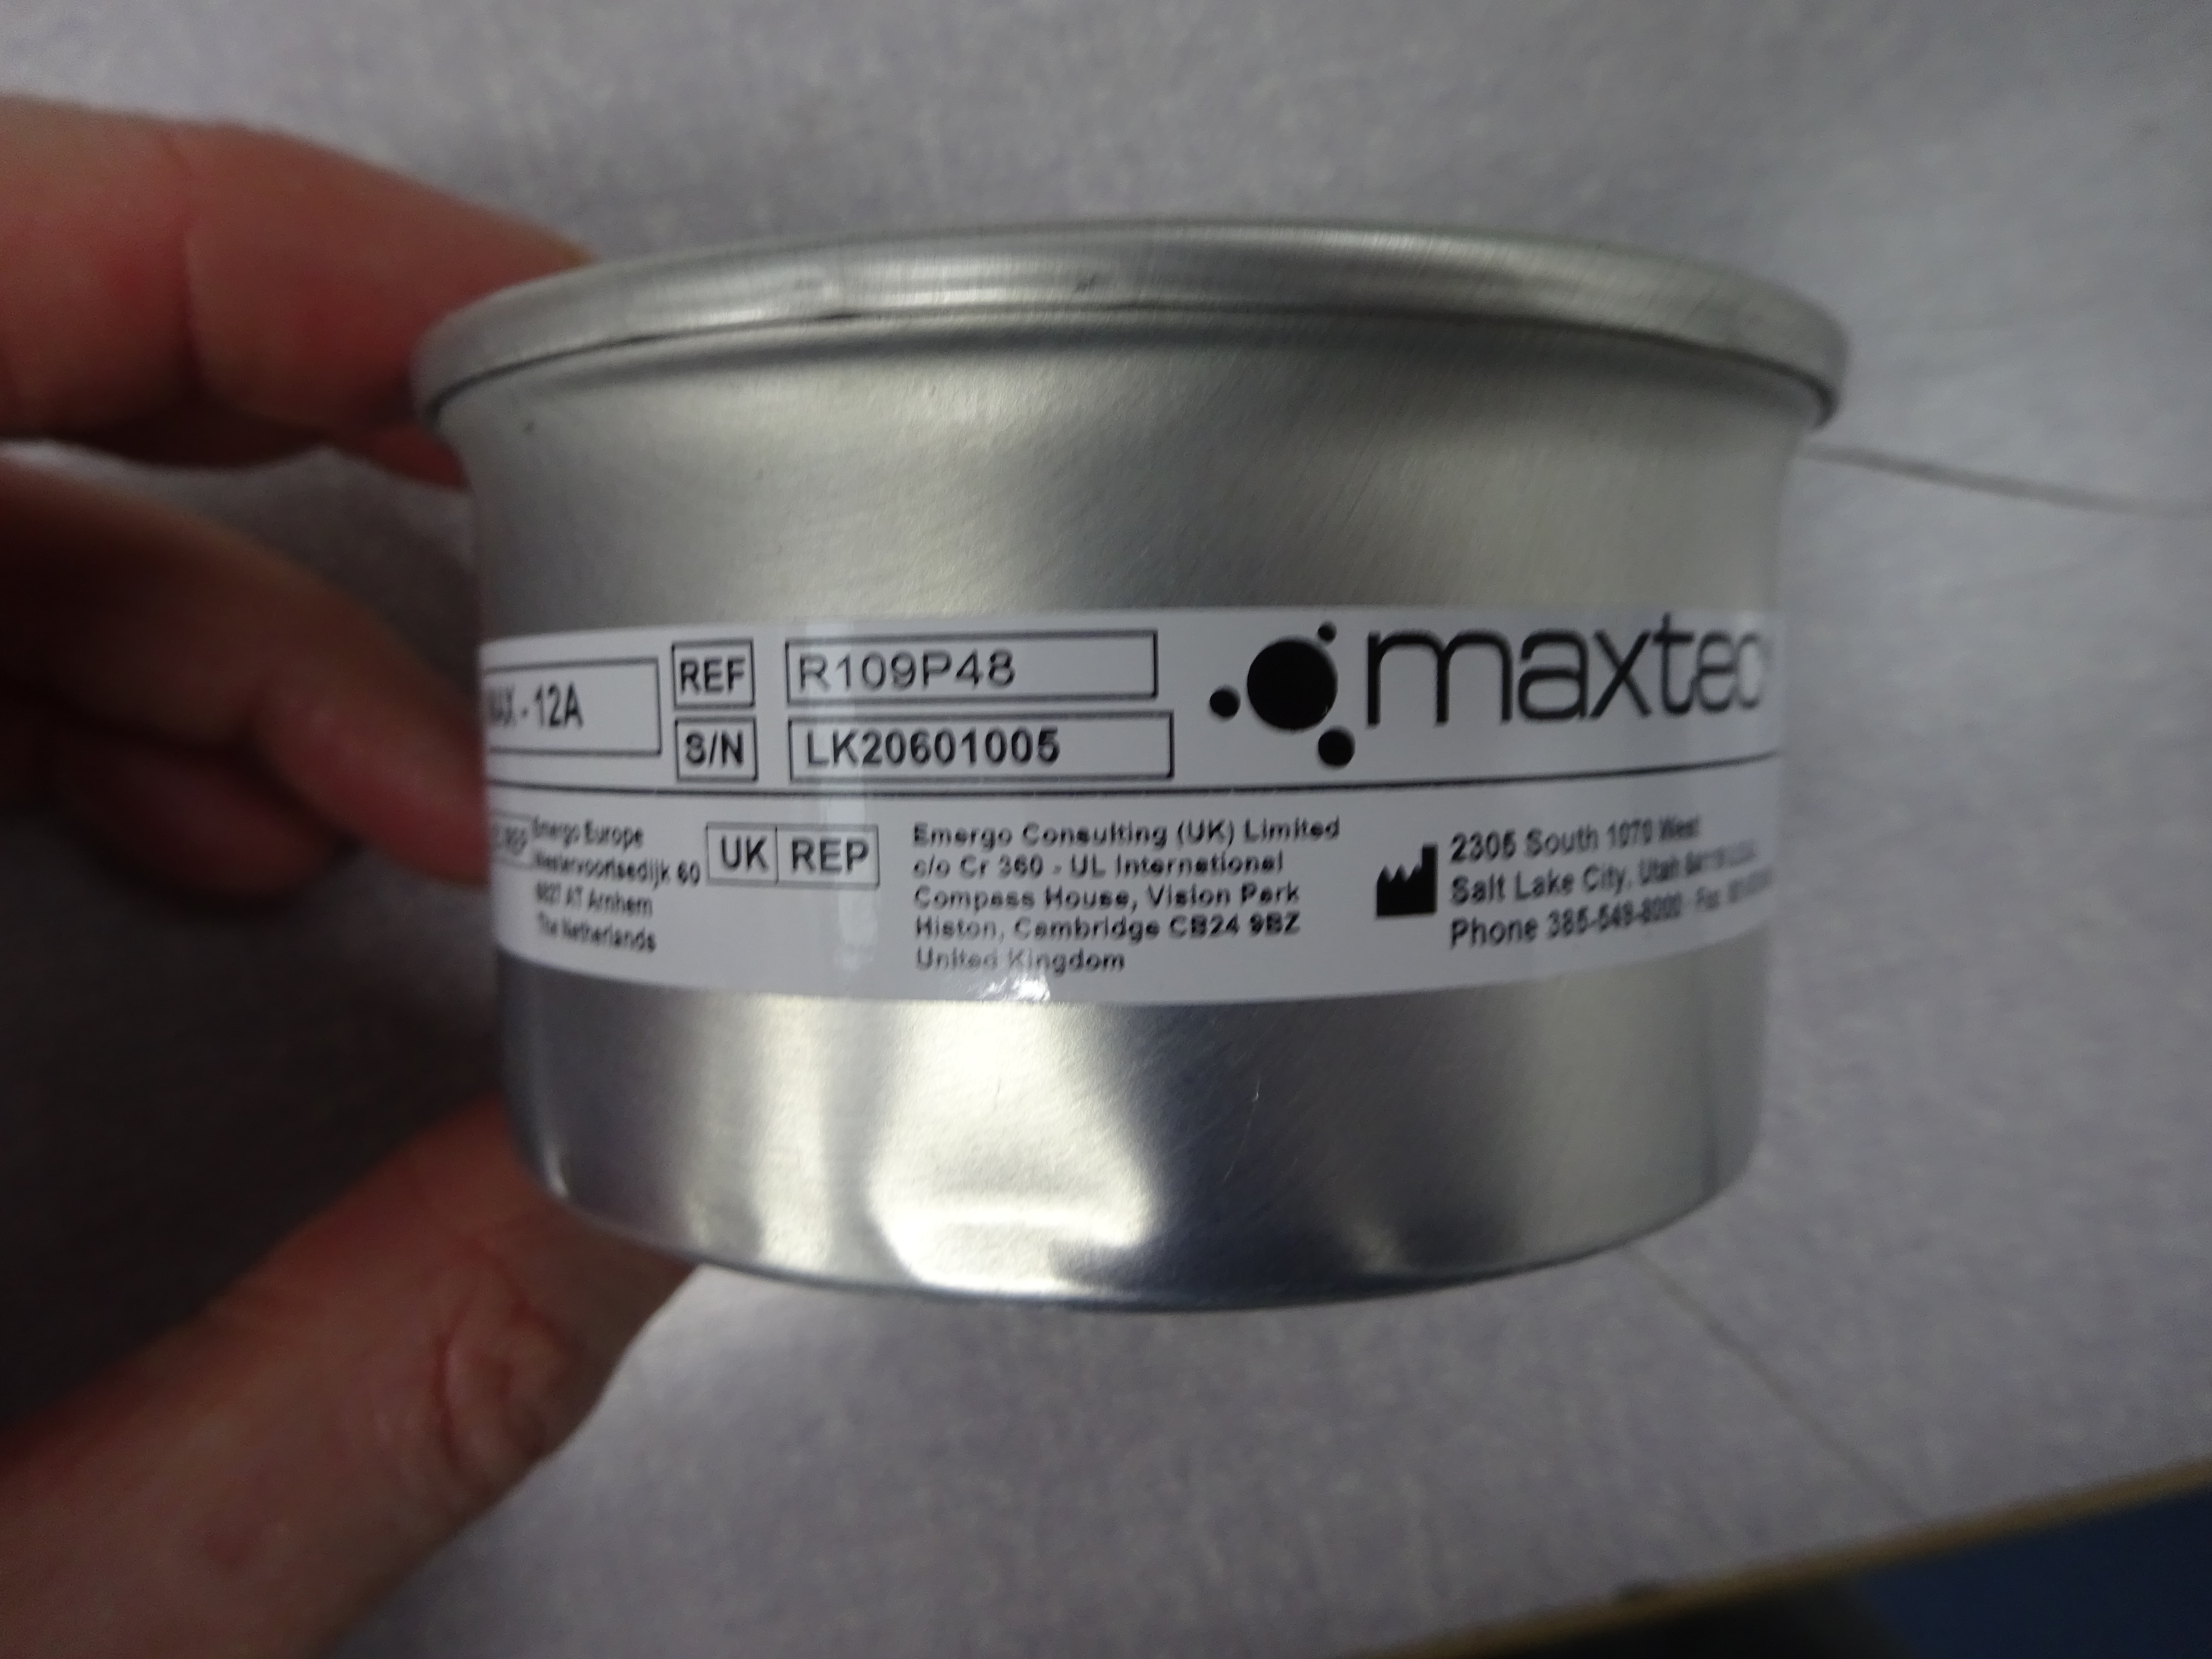 MAX - 12A
REF R109P48
S/N LK20601005
maxtec
Emergo Europe
Westervoortsedijk 60
6827 AT Arnhem
The Netherlands
UK REP
Emergo Consulting (UK) Limited
c/o Cr 360 - UL International
Compass House, Vision Park
Histon, Cambridge CB24 9BZ
United Kingdom
2305 South 1070 West
Salt Lake City, Utah
Phone 385-549-8000